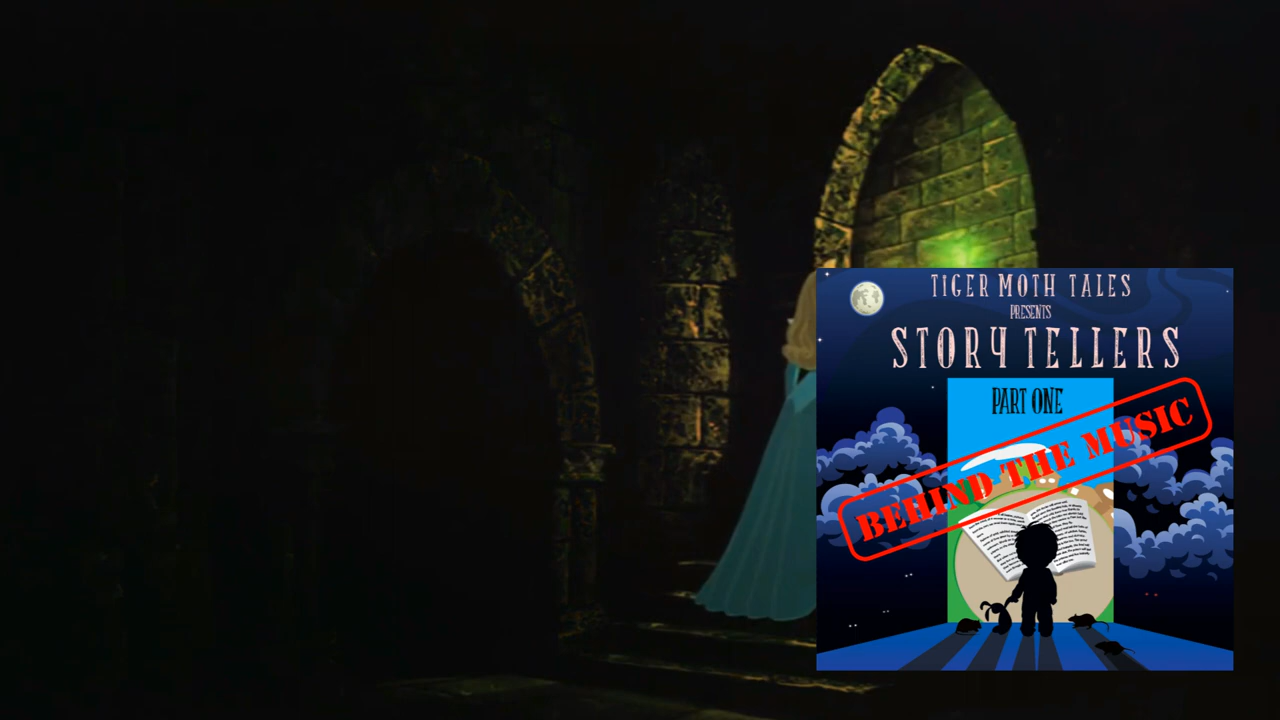 TIGER MOTH TALES
PRESENTS
STORY TELLERS
PART ONE
BEHIND THE MUSIC